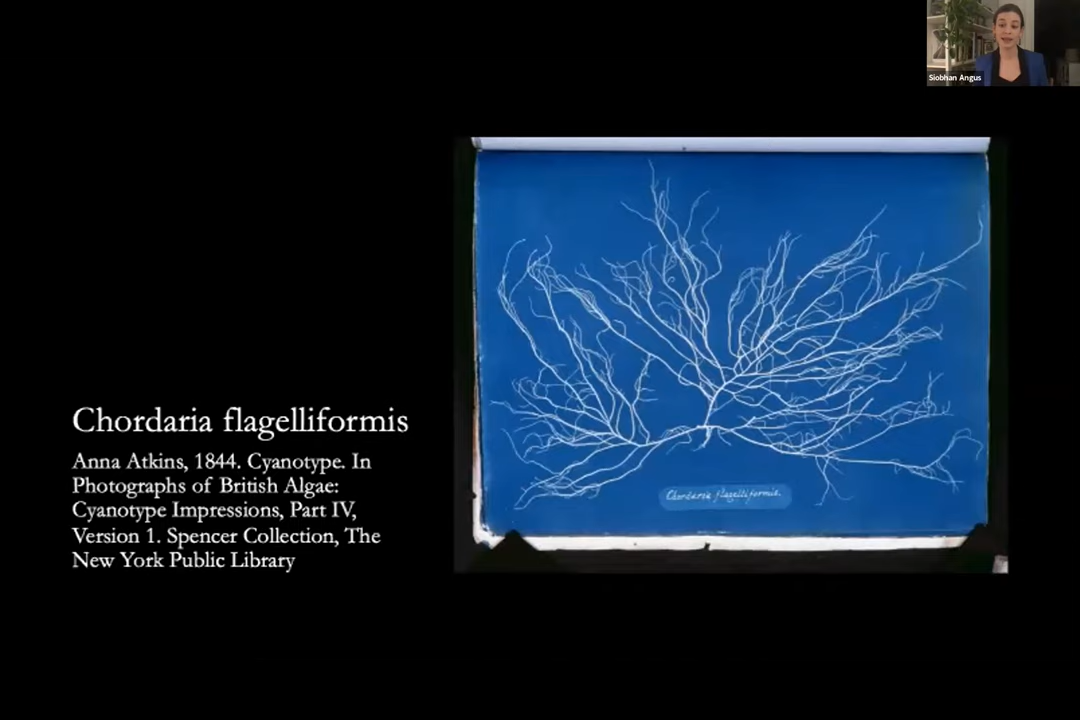 Siobhan Angus
Chordaria flagelliformis
Anna Atkins, 1844. Cyanotype. In
Photographs of British Algae:
Cyanotype Impressions, Part IV,
Version 1. Spencer Collection, The
New York Public Library
Chordaria flagelliformis.